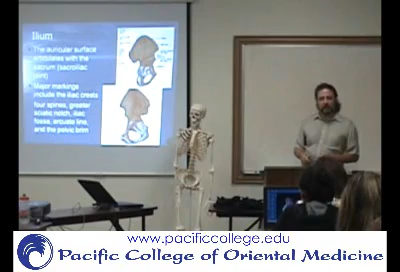 Ilium
The auricular surface
articulates with the
sacrum (sacroiliac
joint)
Major markings
include the iliac crests
four spines, greater
sciatic notch, iliac
fossa, arcuate line,
and the pelvic brim
www.pacificcollege.edu
Pacific College of Oriental Medicine